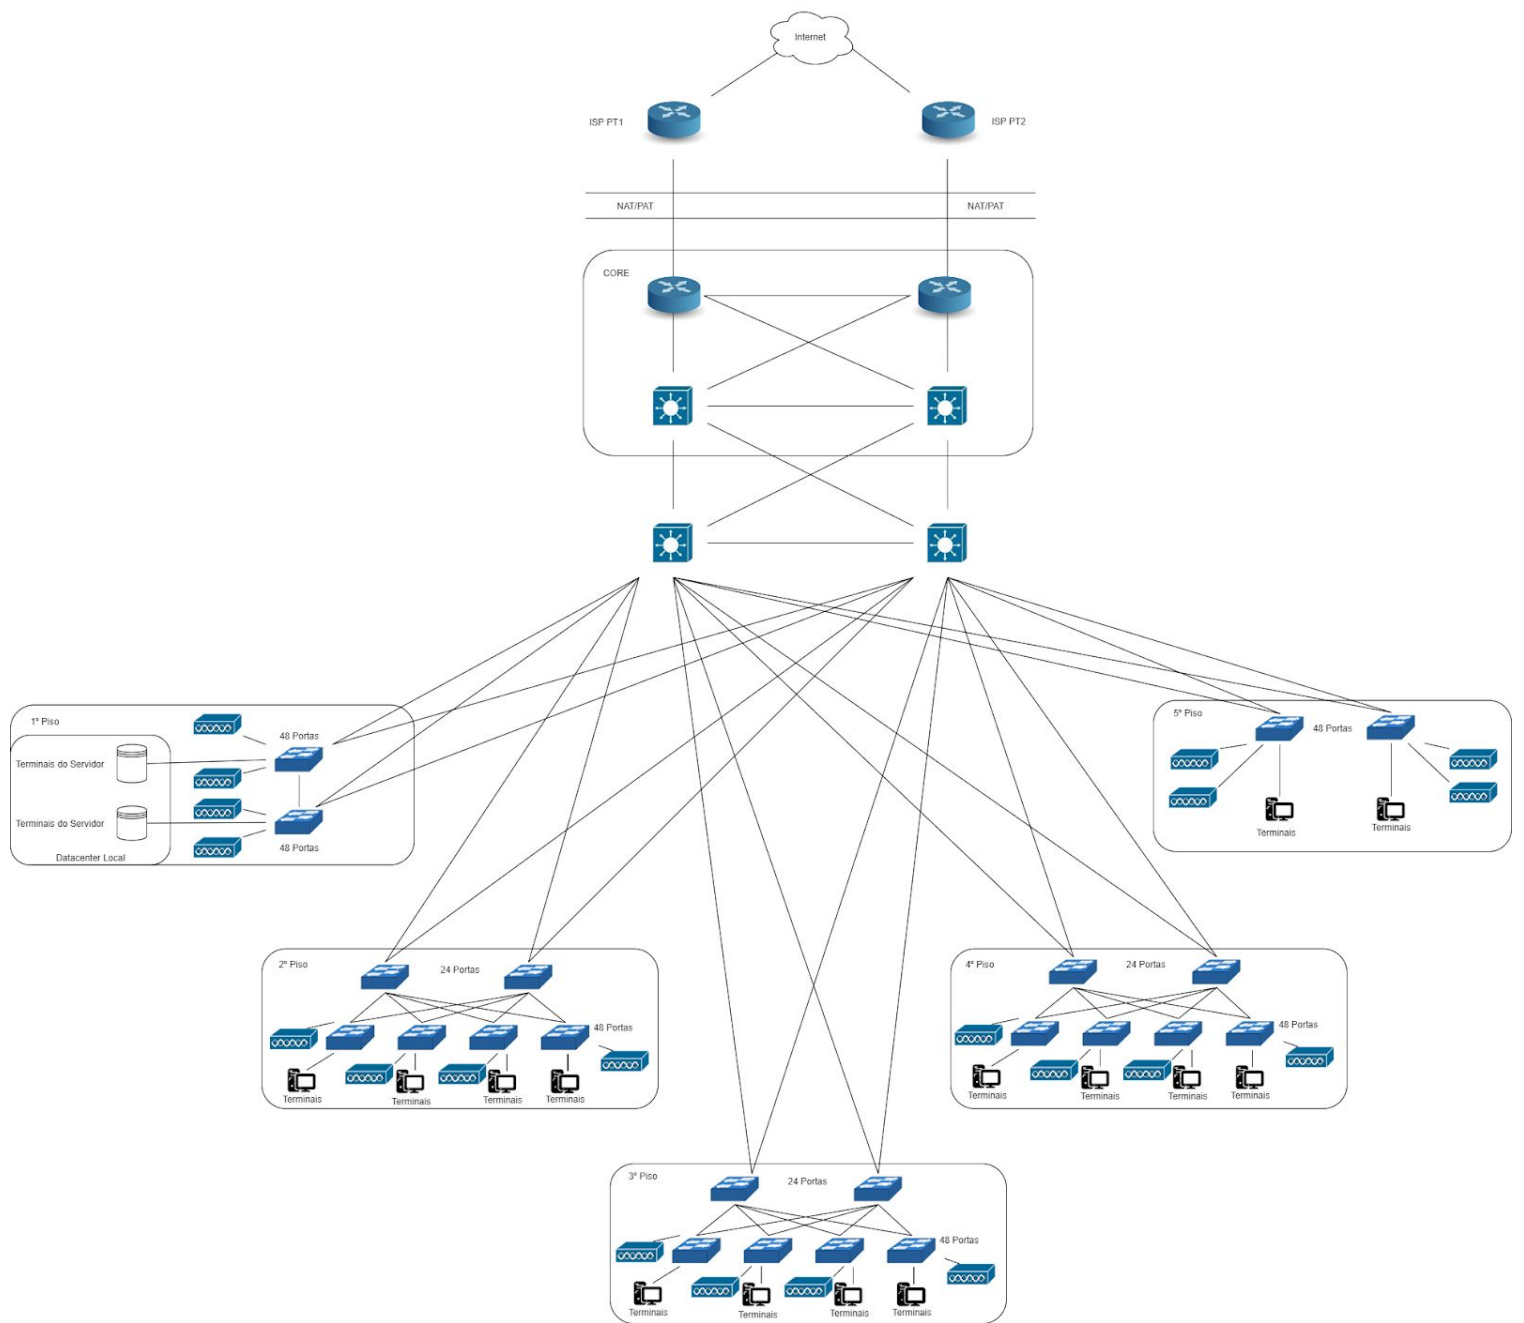 Internet
ISP PT1
ISP PT2
NAT/PAT
NAT/PAT
CORE
1º Piso
48 Portas
Terminais do Servidor
Terminais do Servidor
48 Portas
Datacenter Local
5º Piso
48 Portas
Terminais
Terminais
2º Piso
24 Portas
48 Portas
Terminais
Terminais
Terminais
Terminais
4º Piso
24 Portas
48 Portas
Terminais
Terminais
Terminais
Terminais
3º Piso
24 Portas
48 Portas
Terminais
Terminais
Terminais
Terminais